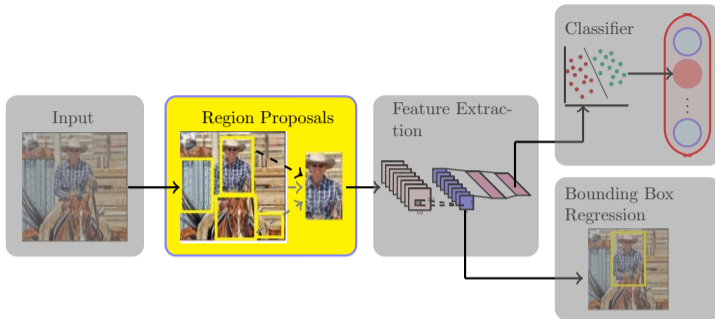 Input
Region Proposals
Feature Extrac-
tion
Classifier
Bounding Box
Regression